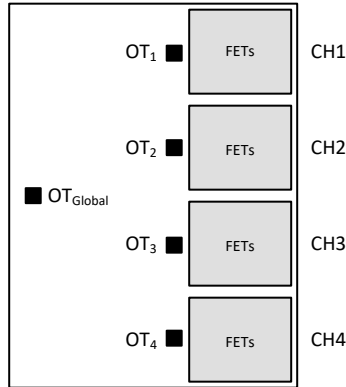 OT1 FETs CH1
OT2 FETs CH2
OTGlobal
OT3 FETs CH3
OT4 FETs CH4